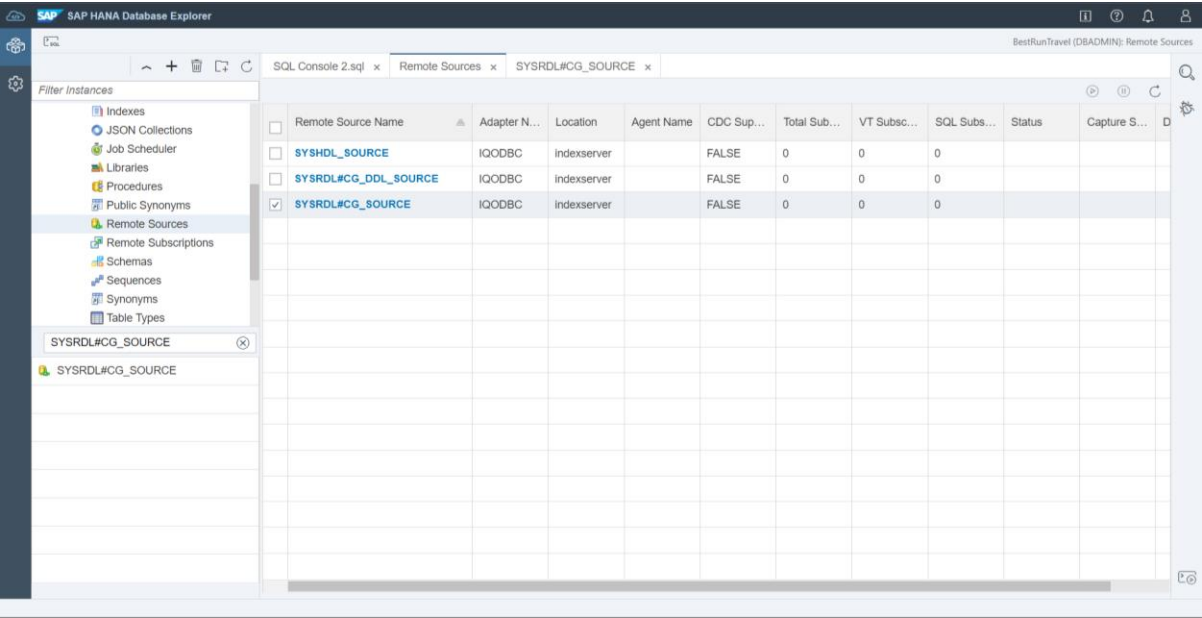 SAP SAP HANA Database Explorer
BestRunTravel (DBADMIN): Remote Sources
SQL Console 2.sql x Remote Sources x SYSRDL#CG_SOURCE x
Filter Instances
Indexes
JSON Collections
Job Scheduler
Libraries
Procedures
Public Synonyms
Remote Sources
Remote Subscriptions
Schemas
Sequences
Synonyms
Table Types
SYSRDL#CG_SOURCE
SYSRDL#CG_SOURCE
Remote Source Name Adapter N... Location Agent Name CDC Sup... Total Sub... VT Subsc... SQL Subs... Status Capture S... D
SYSHDL_SOURCE IQODBC indexserver FALSE 0 0 0
SYSRDL#CG_DDL_SOURCE IQODBC indexserver FALSE 0 0 0
SYSRDL#CG_SOURCE IQODBC indexserver FALSE 0 0 0